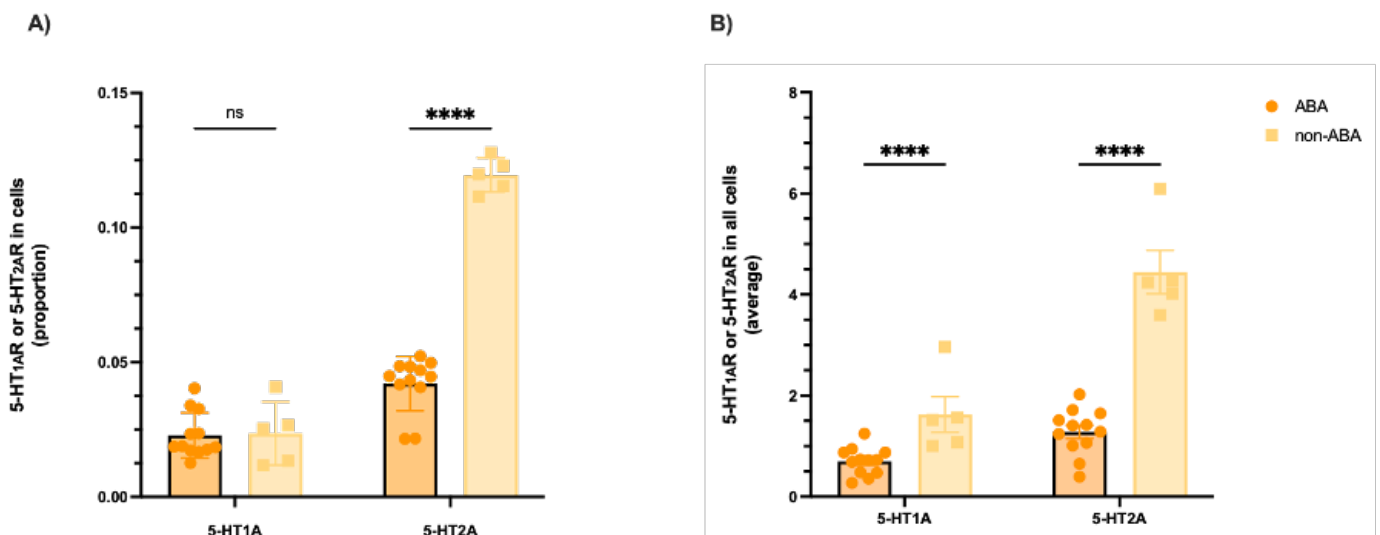 A)
5-HT1AR or 5-HT2AR in cells
(proportion)
0.15
0.10
0.05
0.00
ns
****
5-HT1A
5-HT2A
B)
5-HT1AR or 5-HT2AR in all cells
(average)
8
6
4
2
0
****
****
5-HT1A
5-HT2A
ABA
non-ABA